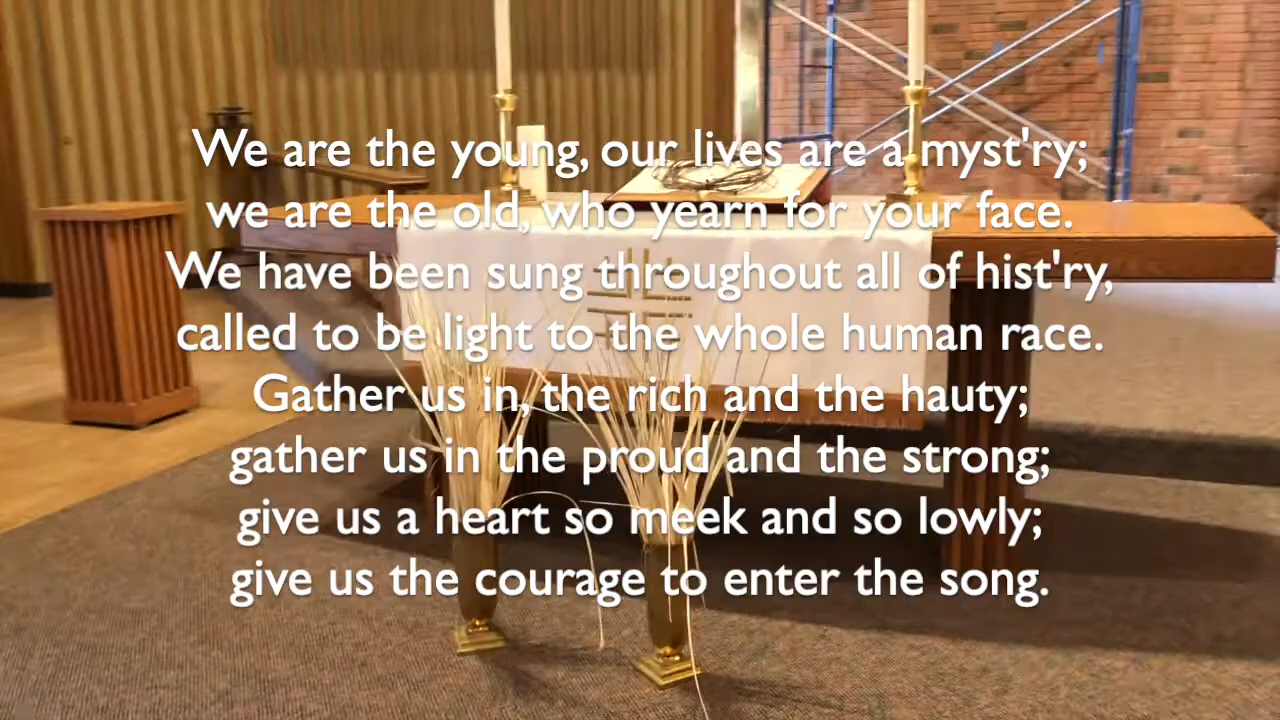 We are the young, our lives are a myst'ry;
we are the old, who yearn for your face.
We have been sung throughout all of hist'ry,
called to be light to the whole human race.
Gather us in, the rich and the hauty;
gather us in the proud and the strong;
give us a heart so meek and so lowly;
give us the courage to enter the song.